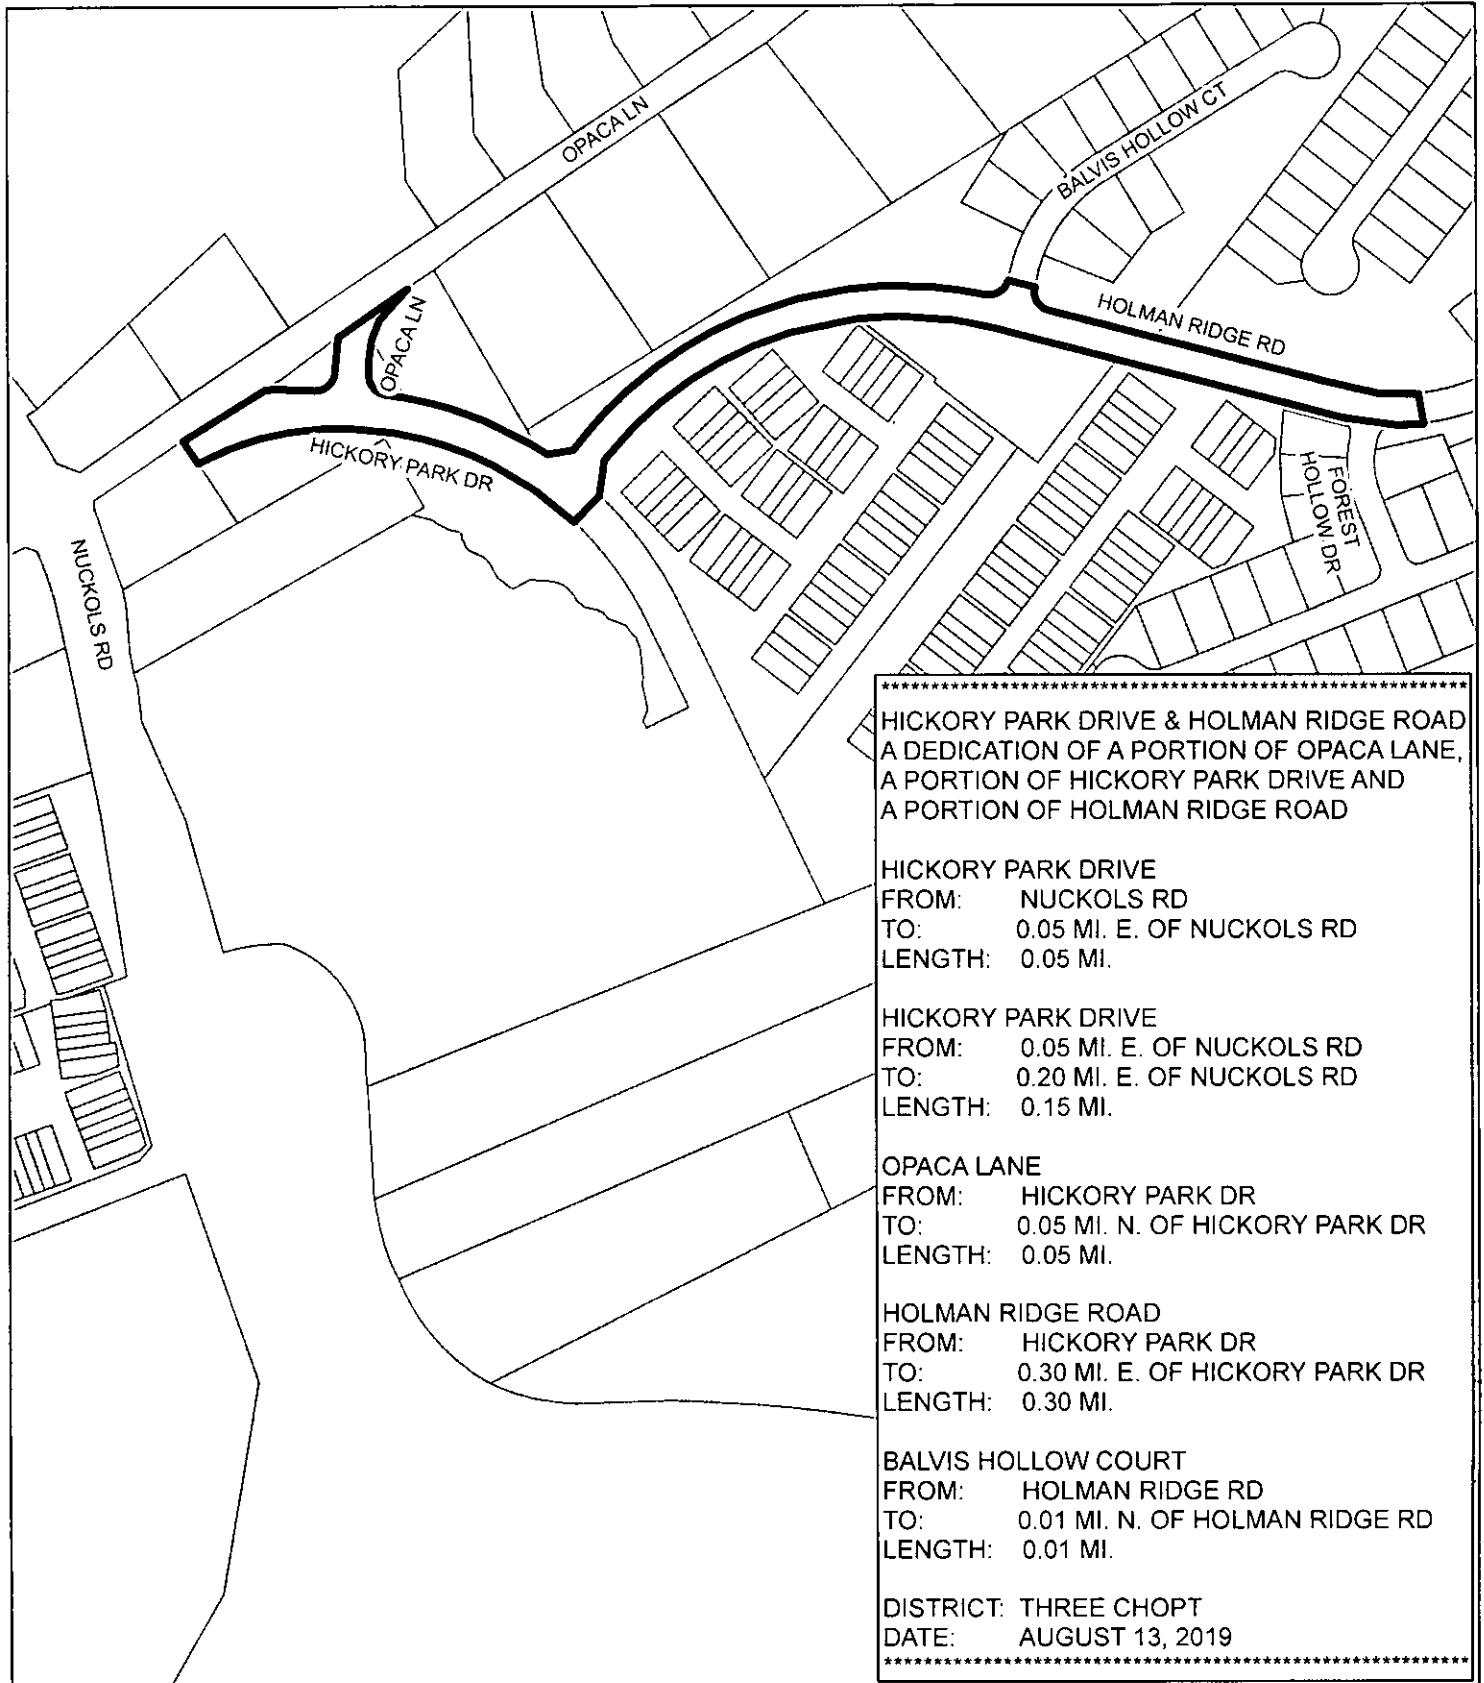 OPACA LN
BALVIS HOLLOW CT
OPACA LN
HOLMAN RIDGE RD
HICKORY PARK DR
FOREST
HOLLOW DR
NUCKOLS RD
************************************************************
HICKORY PARK DRIVE & HOLMAN RIDGE ROAD
A DEDICATION OF A PORTION OF OPACA LANE,
A PORTION OF HICKORY PARK DRIVE AND
A PORTION OF HOLMAN RIDGE ROAD
HICKORY PARK DRIVE
FROM: NUCKOLS RD
TO: 0.05 MI. E. OF NUCKOLS RD
LENGTH: 0.05 MI.
HICKORY PARK DRIVE
FROM: 0.05 MI. E. OF NUCKOLS RD
TO: 0.20 MI. E. OF NUCKOLS RD
LENGTH: 0.15 MI.
OPACA LANE
FROM: HICKORY PARK DR
TO: 0.05 MI. N. OF HICKORY PARK DR
LENGTH: 0.05 MI.
HOLMAN RIDGE ROAD
FROM: HICKORY PARK DR
TO: 0.30 MI. E. OF HICKORY PARK DR
LENGTH: 0.30 MI.
BALVIS HOLLOW COURT
FROM: HOLMAN RIDGE RD
TO: 0.01 MI. N. OF HOLMAN RIDGE RD
LENGTH: 0.01 MI.
DISTRICT: THREE CHOPT
DATE: AUGUST 13, 2019
************************************************************